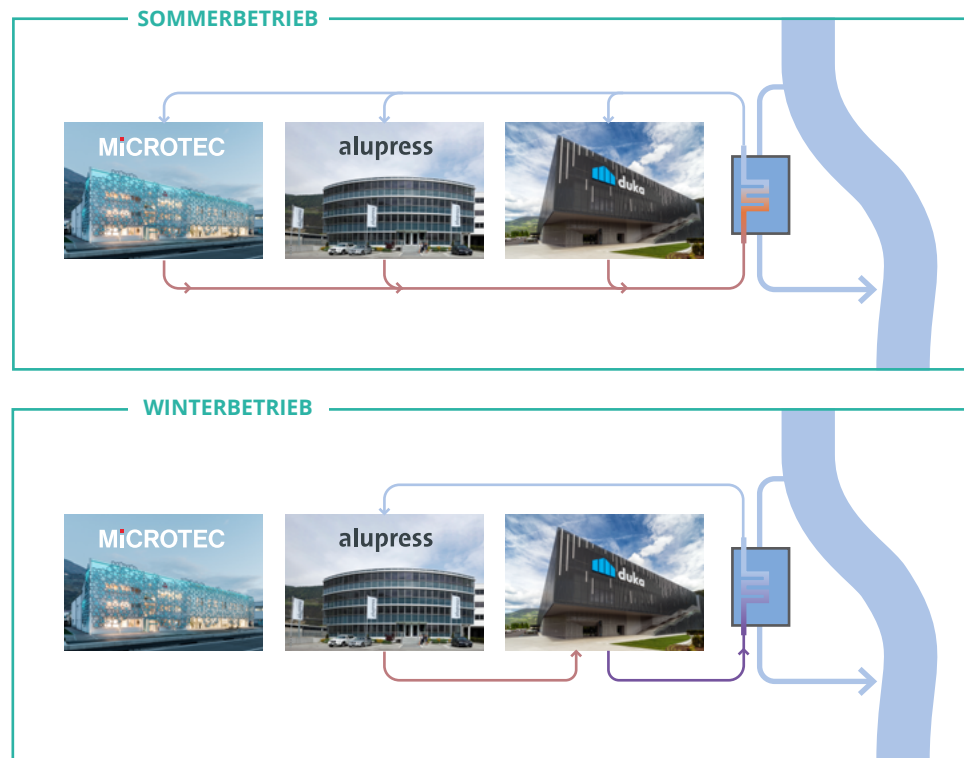 SOMMERBETRIEB
MiCROTEC
alupress
duka
WINTERBETRIEB
MiCROTEC
alupress
duka